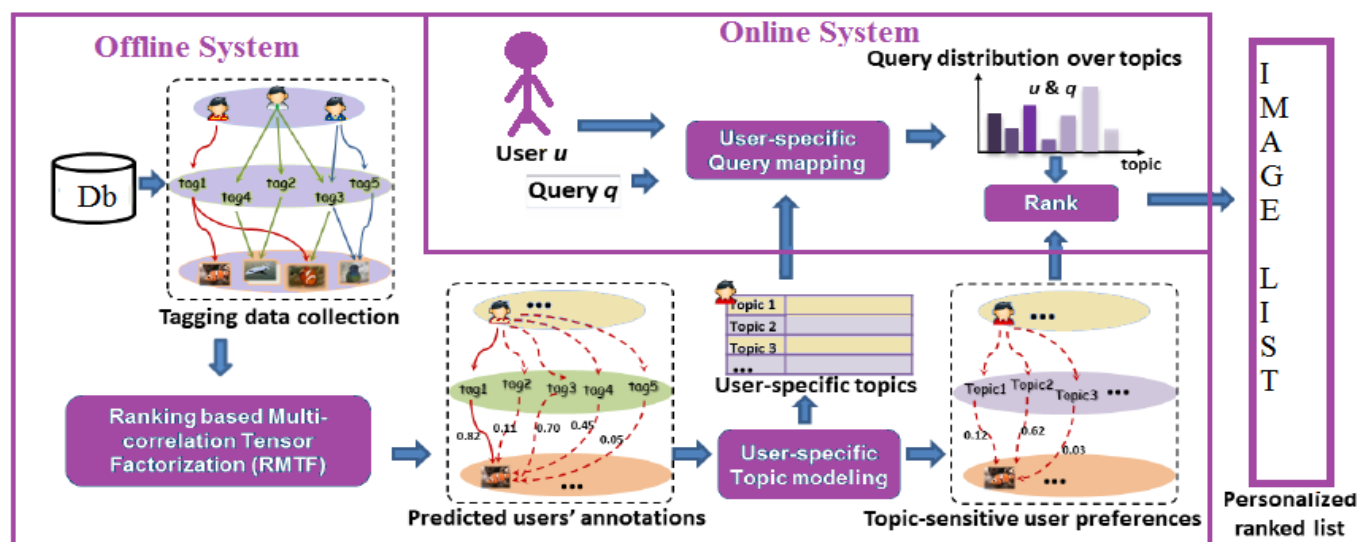 Offline System
Online System
Db
tag1
tag2
tag5
tag4
tag3
Tagging data collection
User u
Query q
User-specific
Query mapping
Query distribution over topics
u & q
topic
Rank
Ranking based Multi-
correlation Tensor
Factorization (RMTF)
...
tag1
tag2
tag3
tag4
tag5
0.82
0.11
0.70
0.45
0.05
...
Predicted users' annotations
Topic 1
Topic 2
Topic 3
...
User-specific topics
User-specific
Topic modeling
...
Topic1
Topic2
Topic3
...
0.12
0.62
0.03
...
Topic-sensitive user preferences
I
M
A
G
E
L
I
S
T
Personalized
ranked list